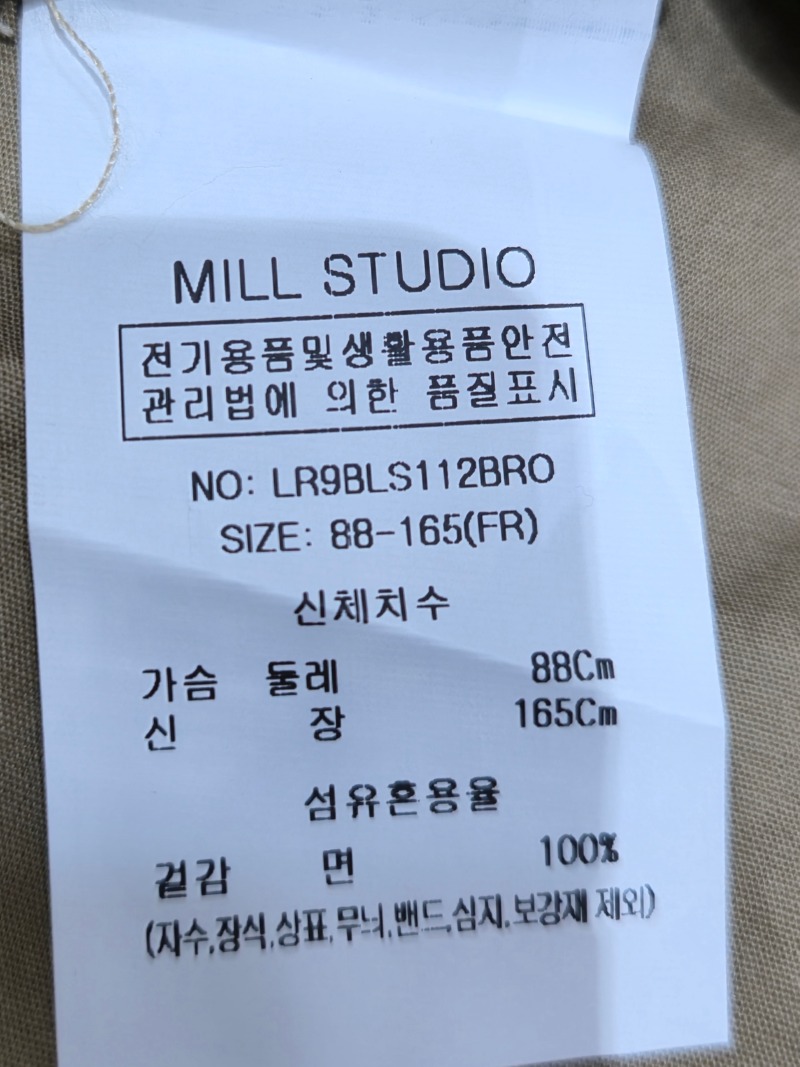 MILL STUDIO
전기용품및생활용품안전
관리법에 의한 품질표시
NO: LR9BLS112BRO
SIZE: 88-165(FR)
신체치수
가슴 둘레 88Cm
신 장 165Cm
섬유혼용율
겉감 면 100%
(자수,장식,상표,무늬,밴드,심지,보강재 제외)